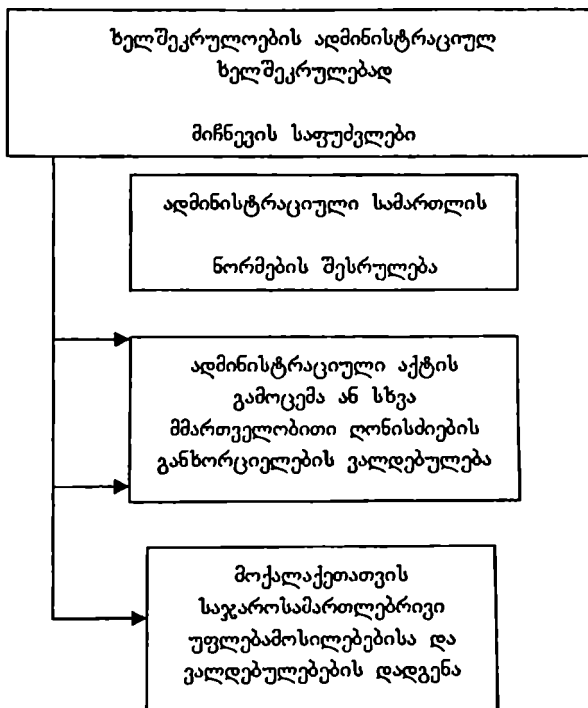 ხელშეკრულოების ადმინისტრაციულ
ხელშეკრულებად
მიჩნევის საფუძვლები
ადმინისტრაციული სამართლის
ნორმების შესრულება
ადმინისტრაციული აქტის
გამოცემა ან სხვა
მმართველობითი ღონისძიების
განხორციელების ვალდებულება
მოქალაქეთათვის
საჯაროსამართლებრივი
უფლებამოსილებებისა და
ვალდებულებების დადგენა